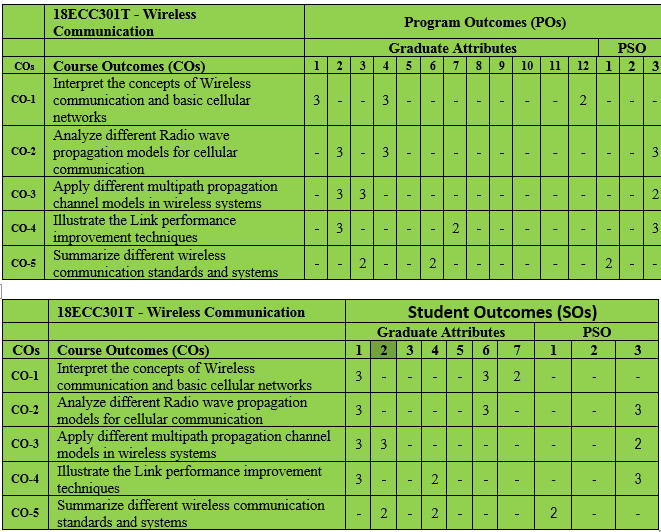 18ECC301T - Wireless Communication Program Outcomes (POs)
Graduate Attributes PSO
COs Course Outcomes (COs) 1 2 3 4 5 6 7 8 9 10 11 12 1 2 3
CO-1 Interpret the concepts of Wireless communication and basic cellular networks 3 - - 3 - - - - - - - 2 - - -
CO-2 Analyze different Radio wave propagation models for cellular communication - 3 - 3 - - - - - - - - - - 3
CO-3 Apply different multipath propagation channel models in wireless systems - 3 3 - - - - - - - - - - - 2
CO-4 Illustrate the Link performance improvement techniques - 3 - - - - 2 - - - - - - - 3
CO-5 Summarize different wireless communication standards and systems - - 2 - - 2 - - - - - - 2 - -
18ECC301T - Wireless Communication Student Outcomes (SOs)
Graduate Attributes PSO
COs Course Outcomes (COs) 1 2 3 4 5 6 7 1 2 3
CO-1 Interpret the concepts of Wireless communication and basic cellular networks 3 - - - - 3 2 - - -
CO-2 Analyze different Radio wave propagation models for cellular communication 3 - - - - 3 - - - 3
CO-3 Apply different multipath propagation channel models in wireless systems 3 3 - - - - - - - 2
CO-4 Illustrate the Link performance improvement techniques 3 - - 2 - - - - - 3
CO-5 Summarize different wireless communication standards and systems - 2 - 2 - - - 2 - -